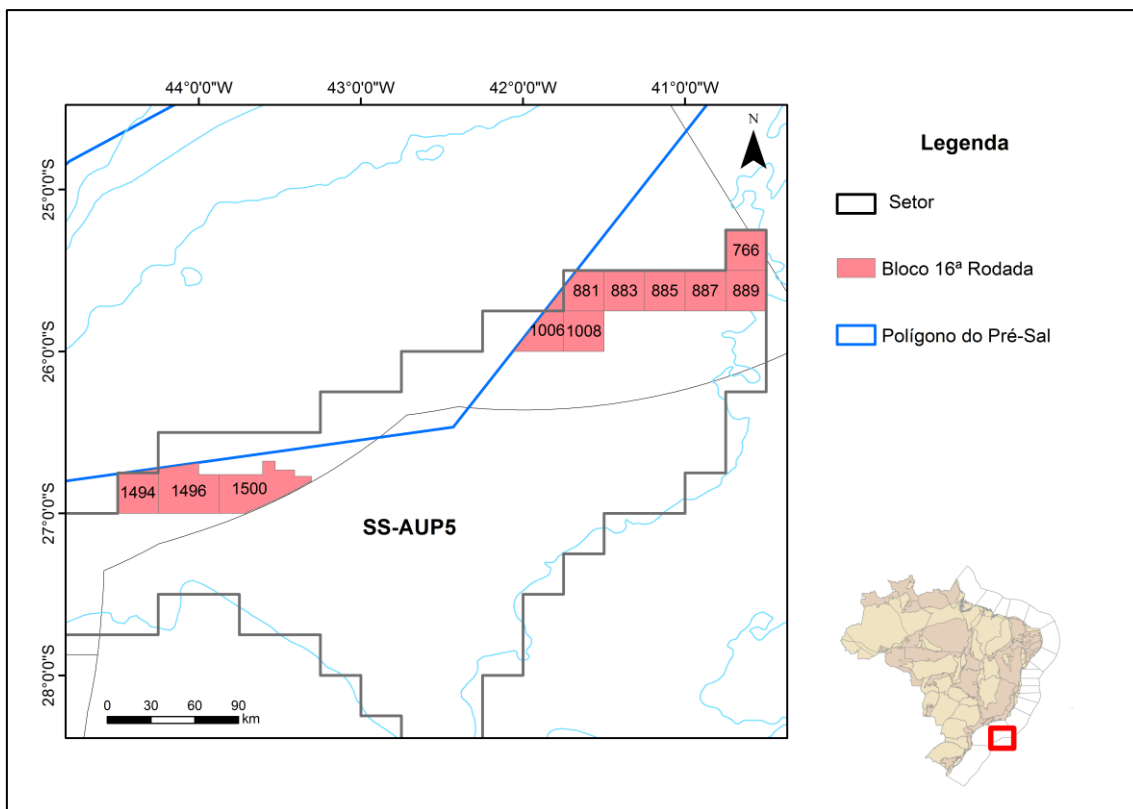 44°0'0"W 43°0'0"W 42°0'0"W 41°0'0"W
25°0'0"S
26°0'0"S
27°0'0"S
28°0'0"S
N
766
881 883 885 887 889
1006 1008
1494 1496 1500
SS-AUP5
0 30 60 90
km
Legenda
Setor
Bloco 16ª Rodada
Polígono do Pré-Sal